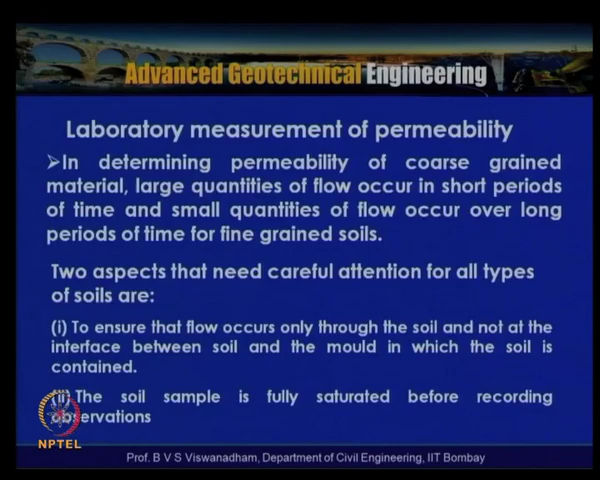 Advanced Geotechnical Engineering
Laboratory measurement of permeability
➢In determining permeability of coarse grained
material, large quantities of flow occur in short periods
of time and small quantities of flow occur over long
periods of time for fine grained soils.
Two aspects that need careful attention for all types
of soils are:
(i) To ensure that flow occurs only through the soil and not at the
interface between soil and the mould in which the soil is
contained.
(ii) The soil sample is fully saturated before recording
observations
NPTEL
Prof. B V S Viswanadham, Department of Civil Engineering, IIT Bombay